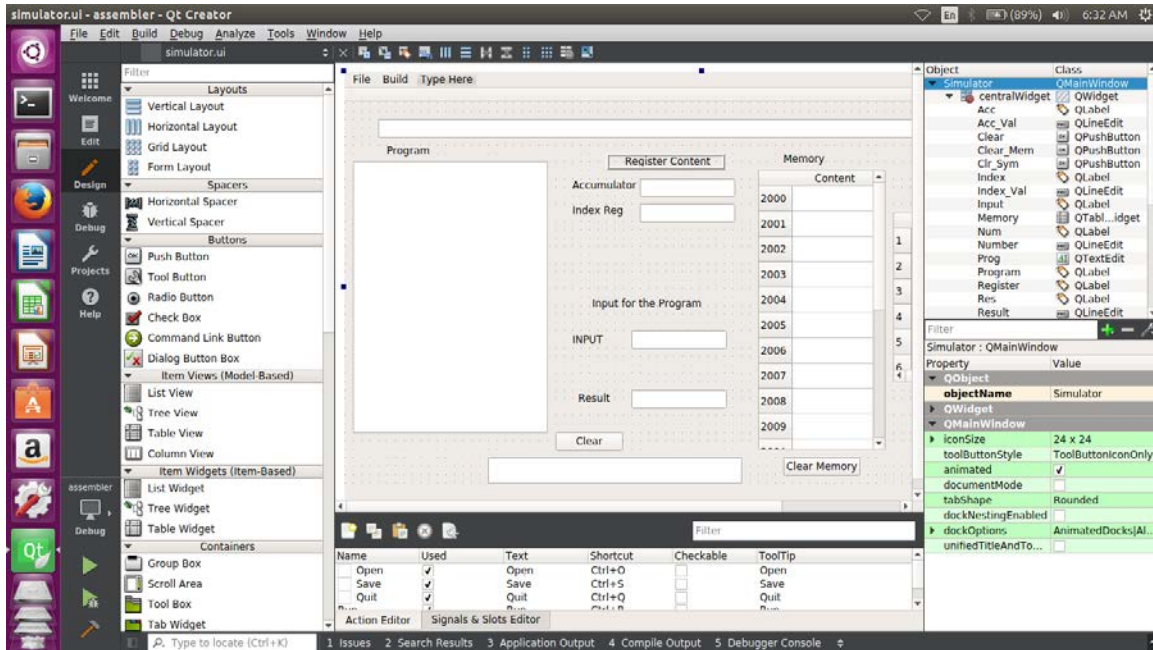 simulator.ui - assembler - Qt Creator
En (89%) 6:32 AM
File Edit Build Debug Analyze Tools Window Help
simulator.ui
Welcome
Edit
Design
Debug
Projects
Help
assembler
Debug
Filter
Layouts
Vertical Layout
Horizontal Layout
Grid Layout
Form Layout
Spacers
Horizontal Spacer
Vertical Spacer
Buttons
Push Button
Tool Button
Radio Button
Check Box
Command Link Button
Dialog Button Box
Item Views (Model-Based)
List View
Tree View
Table View
Column View
Item Widgets (Item-Based)
List Widget
Tree Widget
Table Widget
Containers
Group Box
Scroll Area
Tool Box
Tab Widget
File Build Type Here
Program
Register Content
Accumulator
Index Reg
Input for the Program
INPUT
Result
Clear
Memory
Content
2000
2001
2002
2003
2004
2005
2006
2007
2008
2009
Clear Memory
1
2
3
4
5
6
Filter
Name Used Text Shortcut Checkable ToolTip
Open Open Ctrl+O Open
Save Save Ctrl+S Save
Quit Quit Ctrl+Q Quit
Action Editor Signals & Slots Editor
Object Class
Simulator QMainWindow
centralWidget QWidget
Acc QLabel
Acc_Val QLineEdit
Clear QPushButton
Clear_Mem QPushButton
Clr_Sym QPushButton
Index QLabel
Index_Val QLineEdit
Input QLabel
Memory QTabl...idget
Num QLabel
Number QLineEdit
Prog QTextEdit
Program QLabel
Register QLabel
Res QLabel
Result QLineEdit
Filter
Simulator : QMainWindow
Property Value
QObject
objectName Simulator
QWidget
QMainWindow
iconSize 24 x 24
toolButtonStyle ToolButtonIconOnly
animated
documentMode
tabShape Rounded
dockNestingEnabled
dockOptions AnimatedDocks|Al...
unifiedTitleAndTo...
Type to locate (Ctrl+K) 1 Issues 2 Search Results 3 Application Output 4 Compile Output 5 Debugger Console